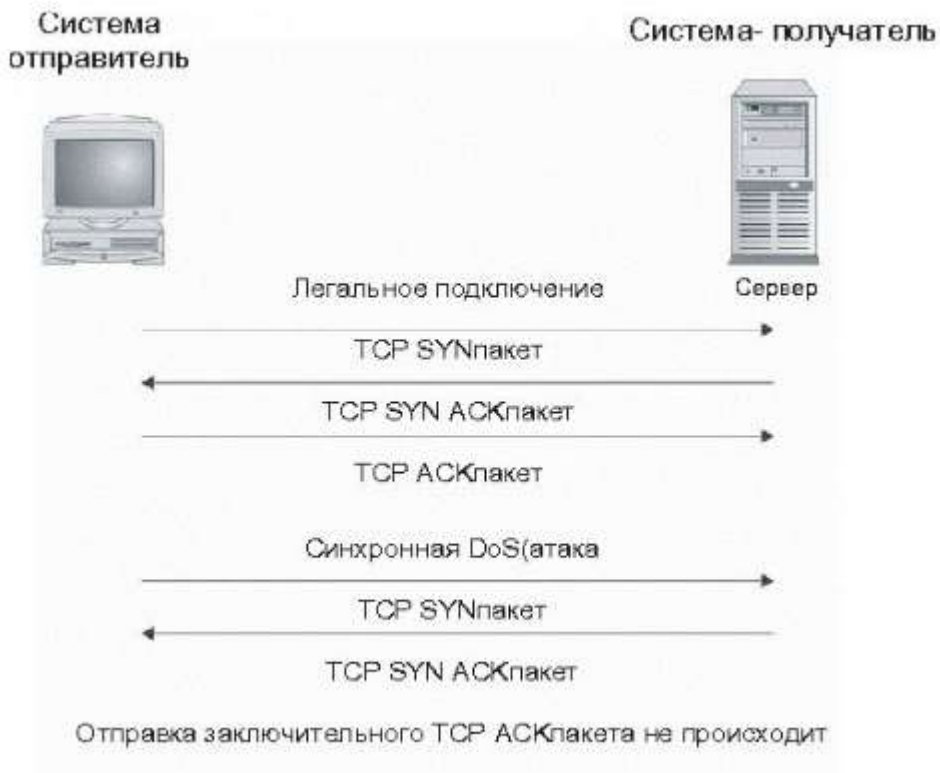 Система
отправитель
Система- получатель
Сервер
Легальное подключение
TCP SYNпакет
TCP SYN ACKпакет
TCP ACKпакет
Синхронная DoS(атака
TCP SYNпакет
TCP SYN ACKпакет
Отправка заключительного TCP ACKпакета не происходит